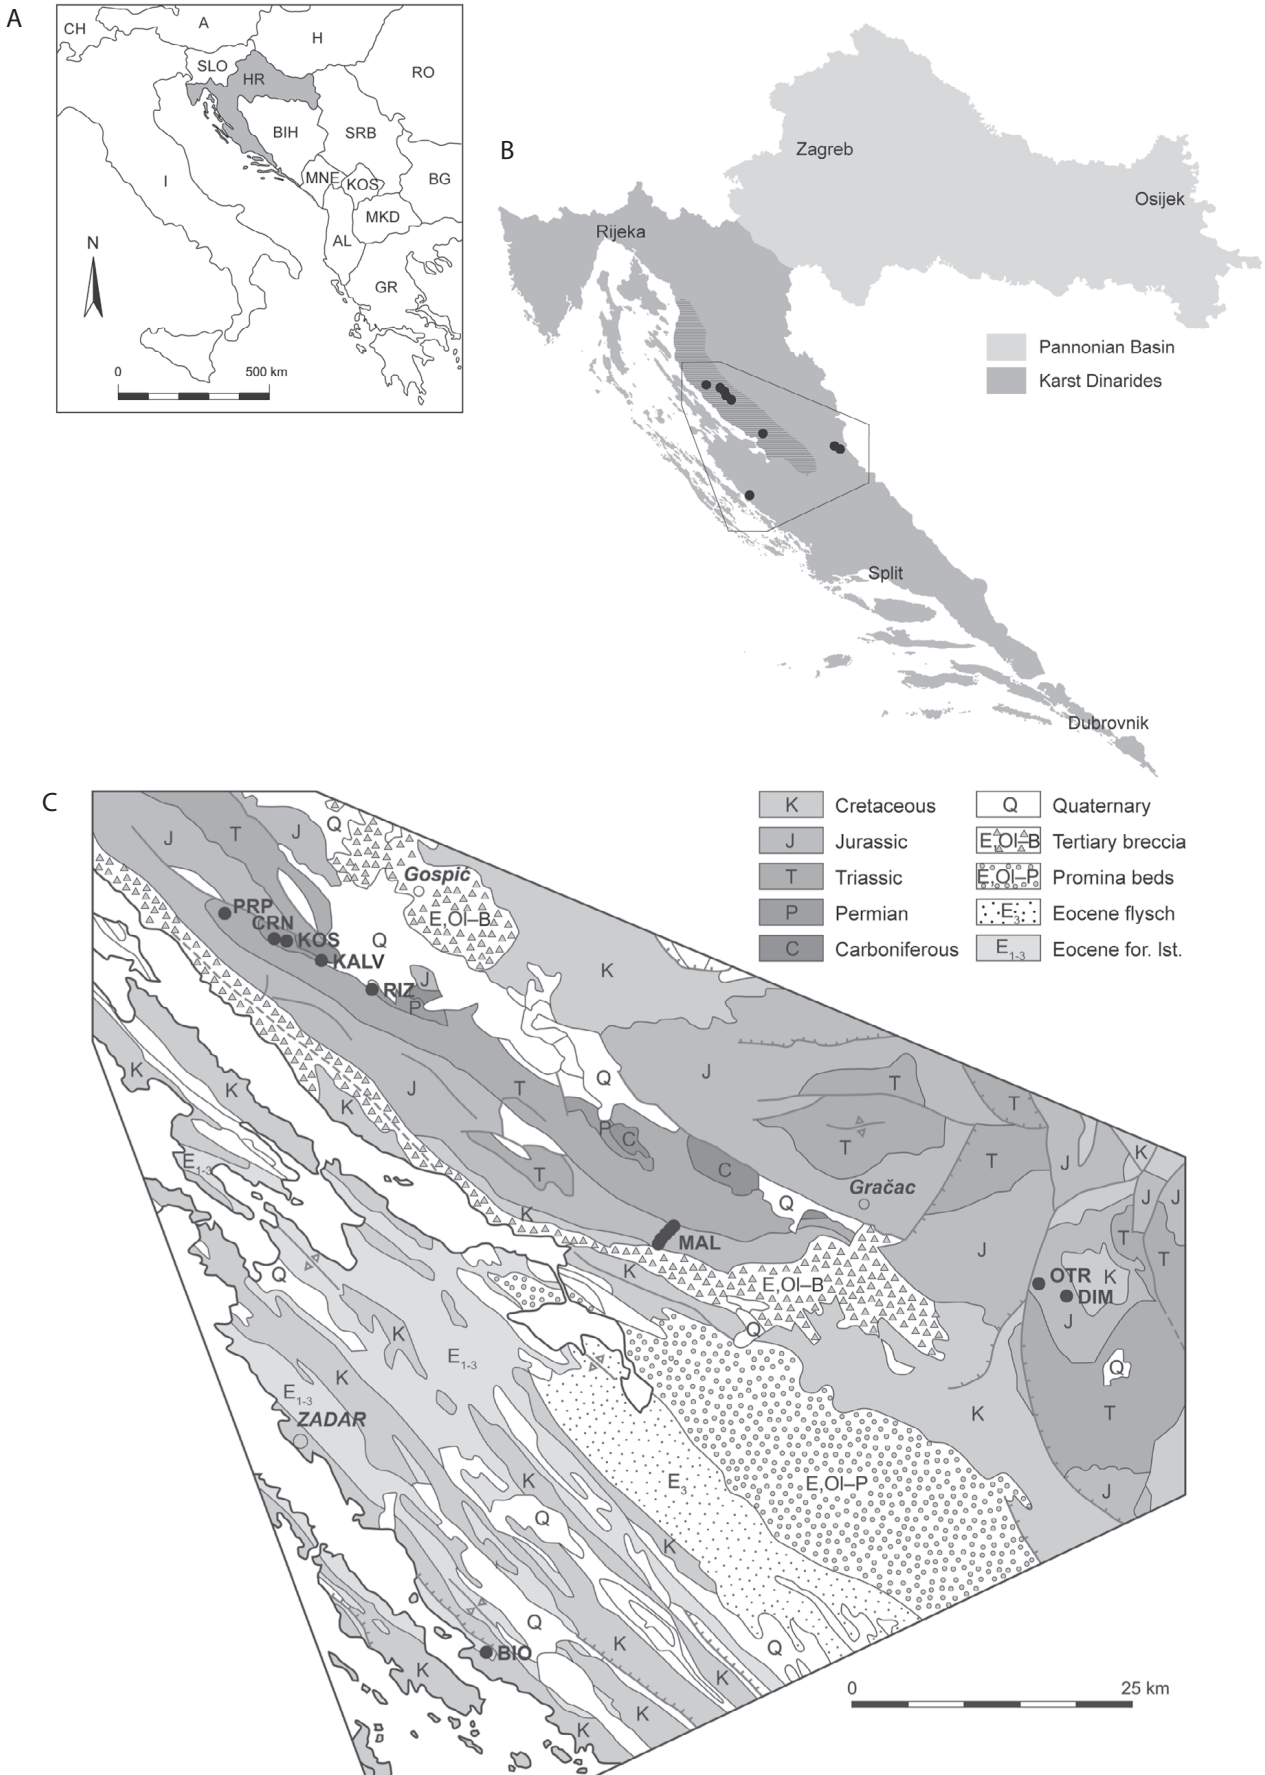 A
CH
A
H
SLO
HR
RO
BIH
SRB
I
MNE
KOS
BG
MKD
AL
N
GR
0
500 km
B
Zagreb
Osijek
Rijeka
Pannonian Basin
Karst Dinarides
Split
Dubrovnik
C
K Cretaceous
J Jurassic
T Triassic
P Permian
C Carboniferous
Q Quaternary
E,Ol–B Tertiary breccia
E,Ol–P Promina beds
E3 Eocene flysch
E1-3 Eocene for. lst.
J
T
J
Q
Gospić
E,Ol–B
PRP
CRN
KOS
Q
KALV
K
RIZ
J
P
K
K
J
K
T
Q
J
T
T
P
C
T
T
J
K
E1-3
T
C
Q
Gračac
J
J
K
MAL
K
J
T
T
E,Ol–B
OTR
K
DIM
J
Q
Q
K
E1-3
K
Q
E1-3
ZADAR
K
T
K
E3
E,Ol–P
J
Q
K
Q
K
Q
BIO
K
K
K
K
0
25 km